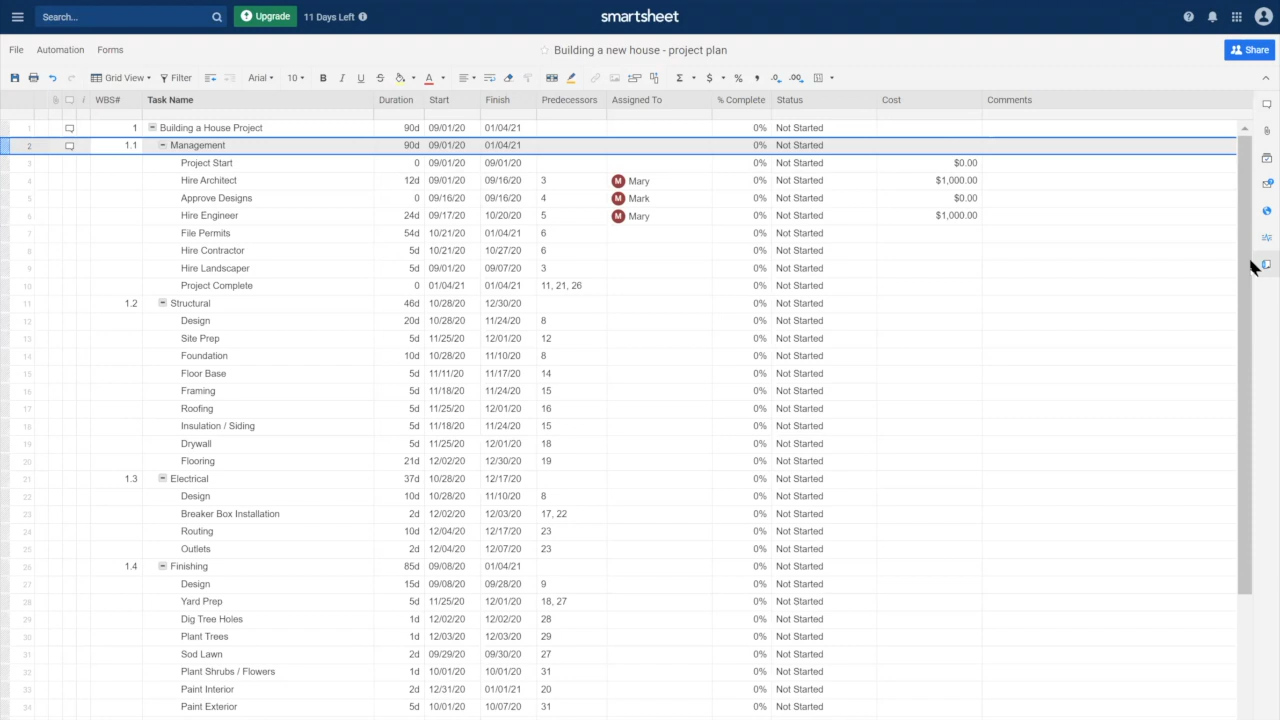 Search... Upgrade 11 Days Left smartsheet
File Automation Forms Building a new house - project plan Share
Grid View Filter Arial 10 B I U S A Σ $ % , .0 .00
WBS# Task Name Duration Start Finish Predecessors Assigned To % Complete Status Cost Comments
1 1 Building a House Project 90d 09/01/20 01/04/21 0% Not Started
2 1.1 Management 90d 09/01/20 01/04/21 0% Not Started
3 Project Start 0 09/01/20 09/01/20 0% Not Started $0.00
4 Hire Architect 12d 09/01/20 09/16/20 3 M Mary 0% Not Started $1,000.00
5 Approve Designs 0 09/16/20 09/16/20 4 M Mark 0% Not Started $0.00
6 Hire Engineer 24d 09/17/20 10/20/20 5 M Mary 0% Not Started $1,000.00
7 File Permits 54d 10/21/20 01/04/21 6 0% Not Started
8 Hire Contractor 5d 10/21/20 10/27/20 6 0% Not Started
9 Hire Landscaper 5d 09/01/20 09/07/20 3 0% Not Started
10 Project Complete 0 01/04/21 01/04/21 11, 21, 26 0% Not Started
11 1.2 Structural 46d 10/28/20 12/30/20 0% Not Started
12 Design 20d 10/28/20 11/24/20 8 0% Not Started
13 Site Prep 5d 11/25/20 12/01/20 12 0% Not Started
14 Foundation 10d 10/28/20 11/10/20 8 0% Not Started
15 Floor Base 5d 11/11/20 11/17/20 14 0% Not Started
16 Framing 5d 11/18/20 11/24/20 15 0% Not Started
17 Roofing 5d 11/25/20 12/01/20 16 0% Not Started
18 Insulation / Siding 5d 11/18/20 11/24/20 15 0% Not Started
19 Drywall 5d 11/25/20 12/01/20 18 0% Not Started
20 Flooring 21d 12/02/20 12/30/20 19 0% Not Started
21 1.3 Electrical 37d 10/28/20 12/17/20 0% Not Started
22 Design 10d 10/28/20 11/10/20 8 0% Not Started
23 Breaker Box Installation 2d 12/02/20 12/03/20 17, 22 0% Not Started
24 Routing 10d 12/04/20 12/17/20 23 0% Not Started
25 Outlets 2d 12/04/20 12/07/20 23 0% Not Started
26 1.4 Finishing 85d 09/08/20 01/04/21 0% Not Started
27 Design 15d 09/08/20 09/28/20 9 0% Not Started
28 Yard Prep 5d 11/25/20 12/01/20 18, 27 0% Not Started
29 Dig Tree Holes 1d 12/02/20 12/02/20 28 0% Not Started
30 Plant Trees 1d 12/03/20 12/03/20 29 0% Not Started
31 Sod Lawn 2d 09/29/20 09/30/20 27 0% Not Started
32 Plant Shrubs / Flowers 1d 10/01/20 10/01/20 31 0% Not Started
33 Paint Interior 2d 12/31/20 01/01/21 20 0% Not Started
34 Paint Exterior 5d 10/01/20 10/07/20 31 0% Not Started